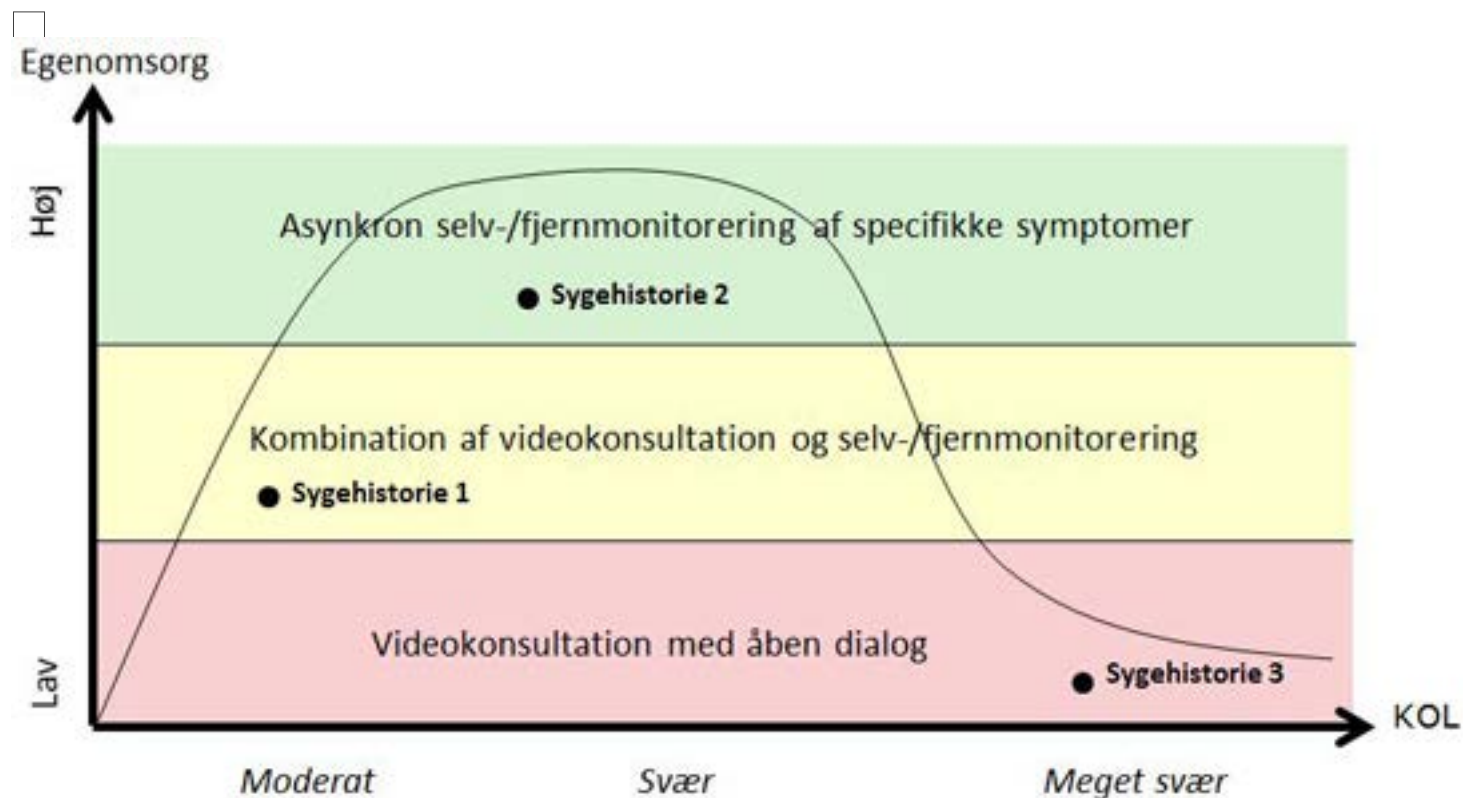 Egenomsorg
Høj
Asynkron selv-/fjernmonitorering af specifikke symptomer
Sygehistorie 2
Kombination af videokonsultation og selv-/fjernmonitorering
Sygehistorie 1
Videokonsultation med åben dialog
Lav
Sygehistorie 3
KOL
Moderat
Svær
Meget svær